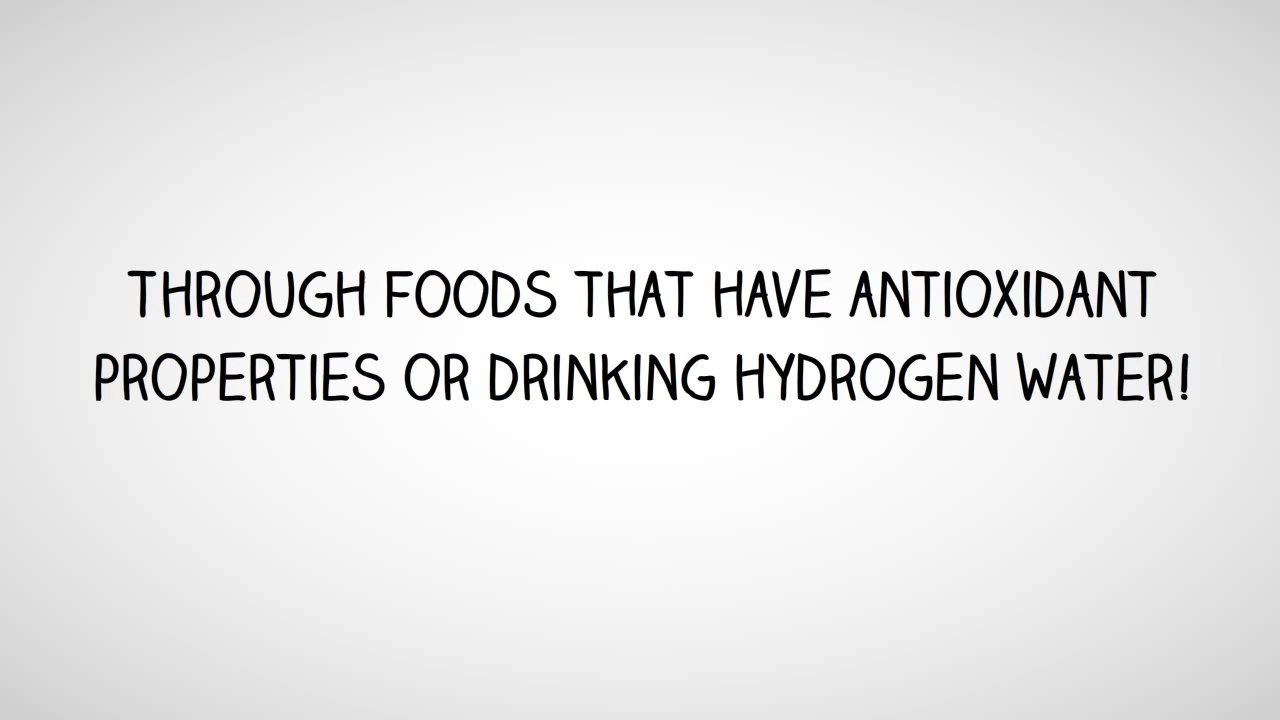 THROUGH FOODS THAT HAVE ANTIOXIDANT
PROPERTIES OR DRINKING HYDROGEN WATER!